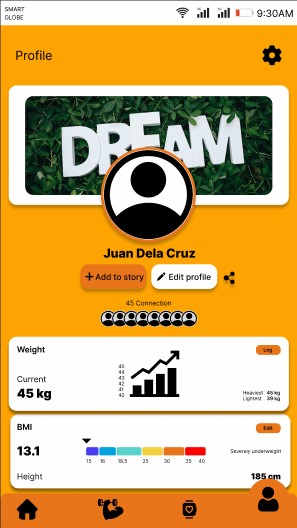 SMART
GLOBE
9:30AM
Profile
DREAM
Juan Dela Cruz
Add to story
Edit profile
45 Connection
Weight
Log
Current
45 kg
45
44
43
42
41
40
Heaviest 45 kg
Lightest 39 kg
BMI
Edit
13.1
Severely underweight
15 16 18.5 25 30 35 40
Height
185 cm